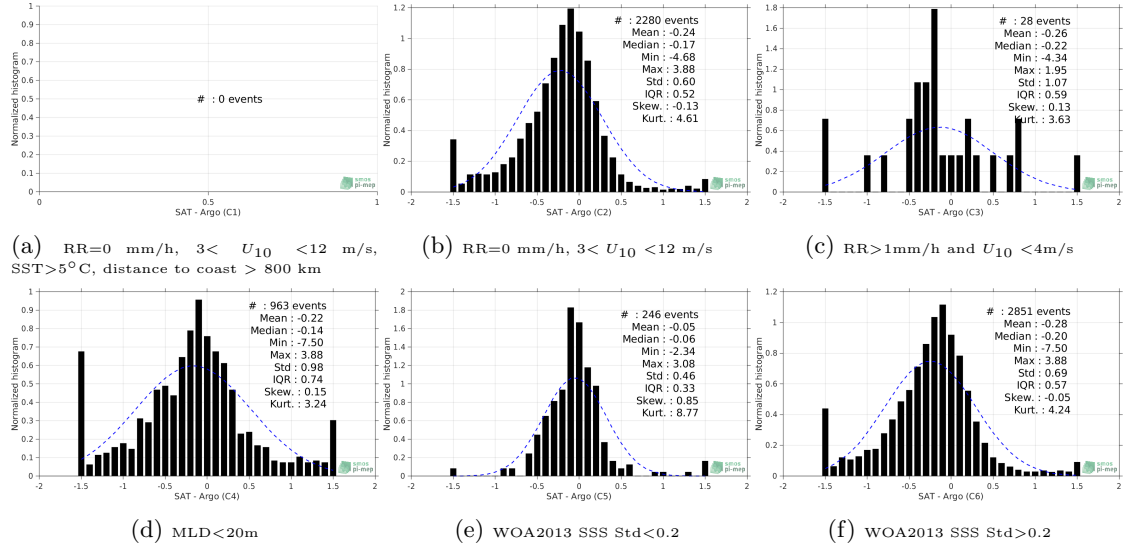 Normalized histogram
1
0.9
0.8
0.7
0.6
0.5
0.4
0.3
0.2
0.1
0
# : 0 events
smos
pi-mep
0 0.5 1
SAT - Argo (C1)
Normalized histogram
1.2
1
0.8
0.6
0.4
0.2
0
# : 2280 events
Mean : -0.24
Median : -0.17
Min : -4.68
Max : 3.88
Std : 0.60
IQR : 0.52
Skew. : -0.13
Kurt. : 4.61
smos
pi-mep
-2 -1.5 -1 -0.5 0 0.5 1 1.5 2
SAT - Argo (C2)
Normalized histogram
1.8
1.6
1.4
1.2
1
0.8
0.6
0.4
0.2
0
# : 28 events
Mean : -0.26
Median : -0.22
Min : -4.34
Max : 1.95
Std : 1.07
IQR : 0.59
Skew. : 0.13
Kurt. : 3.63
smos
pi-mep
-2 -1.5 -1 -0.5 0 0.5 1 1.5 2
SAT - Argo (C3)
(a) RR=0 mm/h, 3< U10 <12 m/s,
SST>5°C, distance to coast > 800 km
(b) RR=0 mm/h, 3< U10 <12 m/s
(c) RR>1mm/h and U10 <4m/s
Normalized histogram
1
0.9
0.8
0.7
0.6
0.5
0.4
0.3
0.2
0.1
0
# : 963 events
Mean : -0.22
Median : -0.14
Min : -7.50
Max : 3.88
Std : 0.98
IQR : 0.74
Skew. : 0.15
Kurt. : 3.24
smos
pi-mep
-2 -1.5 -1 -0.5 0 0.5 1 1.5 2
SAT - Argo (C4)
Normalized histogram
2
1.8
1.6
1.4
1.2
1
0.8
0.6
0.4
0.2
0
# : 246 events
Mean : -0.05
Median : -0.06
Min : -2.34
Max : 3.08
Std : 0.46
IQR : 0.33
Skew. : 0.85
Kurt. : 8.77
smos
pi-mep
-2 -1.5 -1 -0.5 0 0.5 1 1.5 2
SAT - Argo (C5)
Normalized histogram
1.2
1
0.8
0.6
0.4
0.2
0
# : 2851 events
Mean : -0.28
Median : -0.20
Min : -7.50
Max : 3.88
Std : 0.69
IQR : 0.57
Skew. : -0.05
Kurt. : 4.24
smos
pi-mep
-2 -1.5 -1 -0.5 0 0.5 1 1.5 2
SAT - Argo (C6)
(d) MLD<20m
(e) WOA2013 SSS Std<0.2
(f) WOA2013 SSS Std>0.2